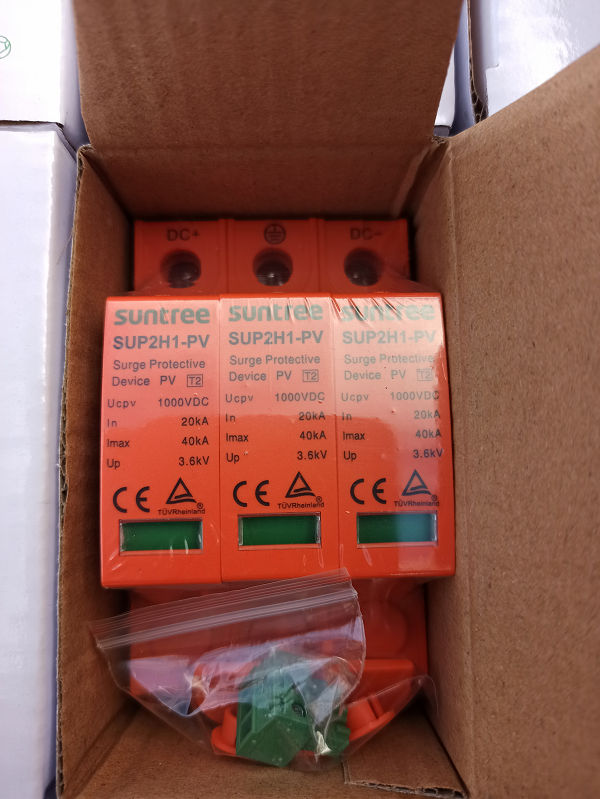 DC+ DC-
suntree suntree suntree
SUP2H1-PV SUP2H1-PV SUP2H1-PV
Surge Protective Surge Protective Surge Protective
Device PV T2 Device PV T2 Device PV T2
Ucpv 1000VDC Ucpv 1000VDC Ucpv 1000VDC
In 20kA In 20kA In 20kA
Imax 40kA Imax 40kA Imax 40kA
Up 3.6kV Up 3.6kV Up 3.6kV
CE ® CE ® CE ®
TÜVRheinland TÜVRheinland TÜVRheinland